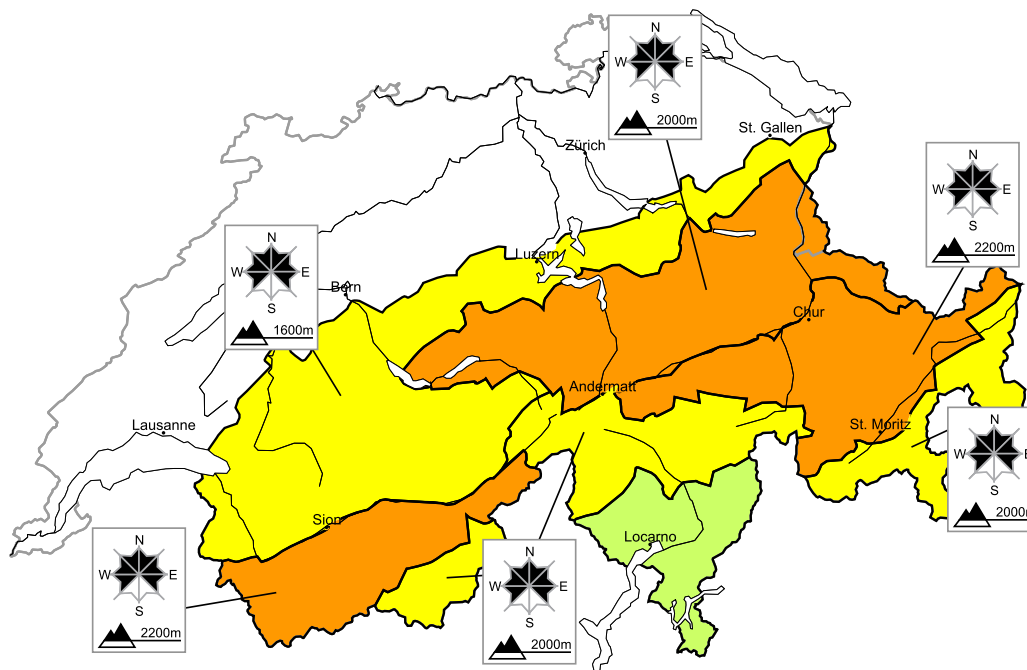 N
W E
S
2000m
St. Gallen
Zürich
N
W E
S
2200m
N
W E
S
1600m
Luzern
Bern
Chur
Andermatt
Lausanne
St. Moritz
N
W E
S
2000m
Sion
Locarno
N
W E
S
2200m
N
W E
S
2000m